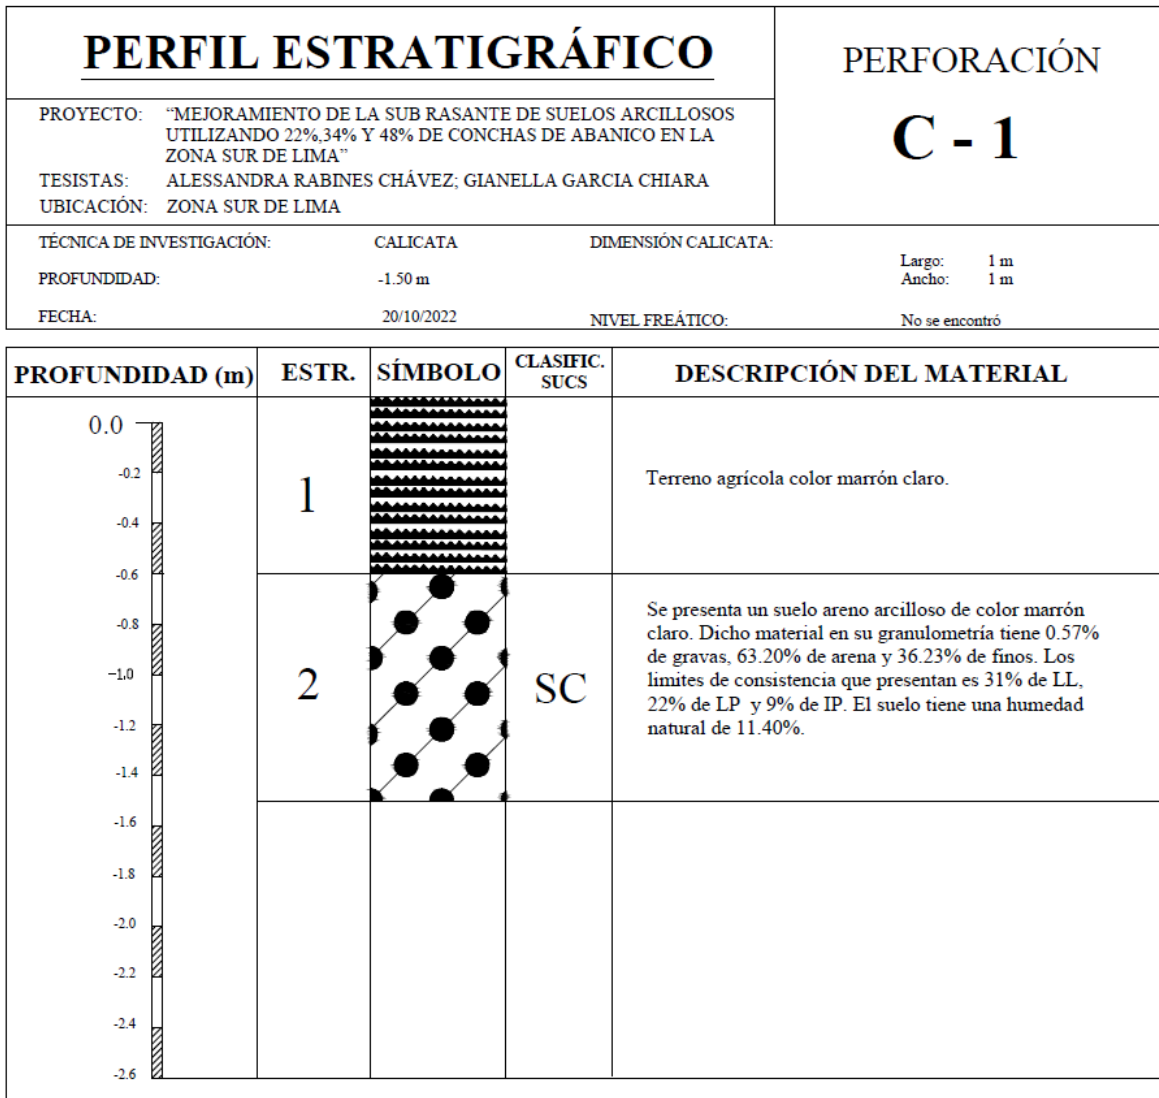 PERFIL ESTRATIGRÁFICO
PERFORACIÓN
C - 1
PROYECTO: “MEJORAMIENTO DE LA SUB RASANTE DE SUELOS ARCILLOSOS
UTILIZANDO 22%,34% Y 48% DE CONCHAS DE ABANICO EN LA
ZONA SUR DE LIMA”
TESISTAS: ALESSANDRA RABINES CHÁVEZ; GIANELLA GARCIA CHIARA
UBICACIÓN: ZONA SUR DE LIMA
TÉCNICA DE INVESTIGACIÓN: CALICATA DIMENSIÓN CALICATA:
Largo: 1 m
Ancho: 1 m
PROFUNDIDAD: -1.50 m
FECHA: 20/10/2022 NIVEL FREÁTICO: No se encontró
PROFUNDIDAD (m) ESTR. SÍMBOLO CLASIFIC. SUCS DESCRIPCIÓN DEL MATERIAL
0.0
-0.2
-0.4
-0.6
-0.8
-1.0
-1.2
-1.4
-1.6
-1.8
-2.0
-2.2
-2.4
-2.6
1
Terreno agrícola color marrón claro.
2
SC
Se presenta un suelo areno arcilloso de color marrón
claro. Dicho material en su granulometría tiene 0.57%
de gravas, 63.20% de arena y 36.23% de finos. Los
limites de consistencia que presentan es 31% de LL,
22% de LP y 9% de IP. El suelo tiene una humedad
natural de 11.40%.